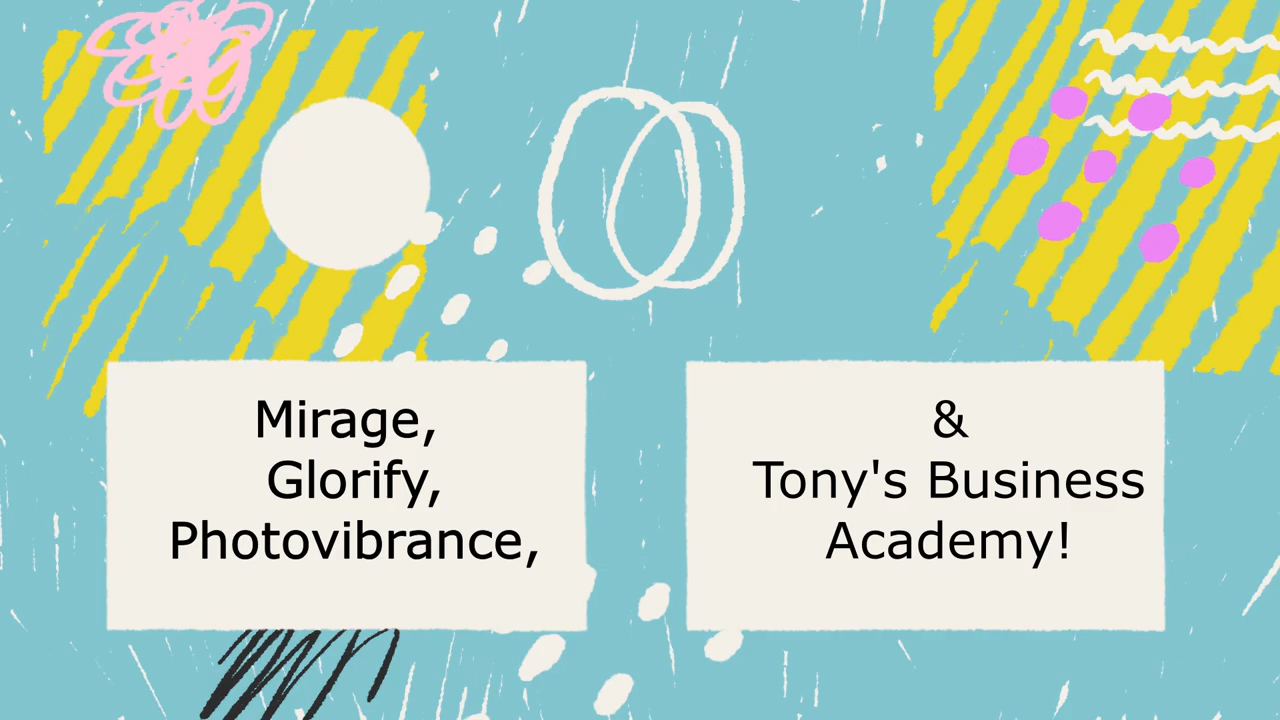 Mirage,
Glorify,
Photovibrance,
&
Tony's Business
Academy!